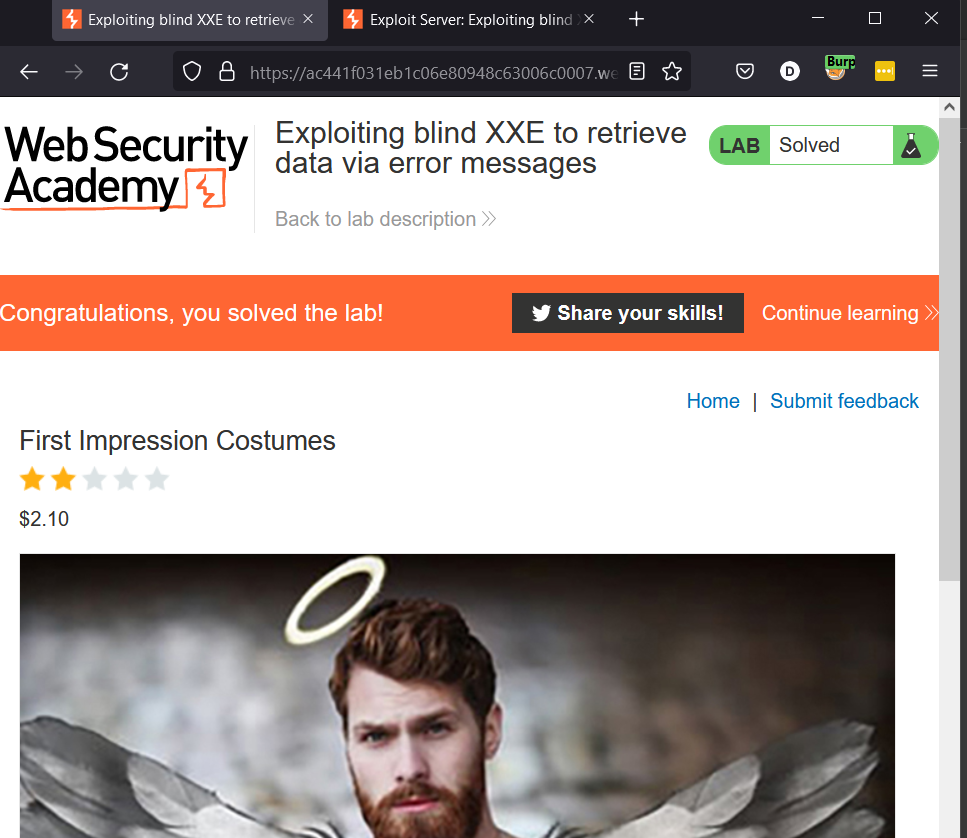 Exploiting blind XXE to retrieve
Exploit Server: Exploiting blind
Burp
https://ac441f031eb1c06e80948c63006c0007.we
D
Web Security
Academy
Exploiting blind XXE to retrieve
data via error messages
Back to lab description
LAB Solved
Congratulations, you solved the lab!
Share your skills!
Continue learning
Home | Submit feedback
First Impression Costumes
$2.10